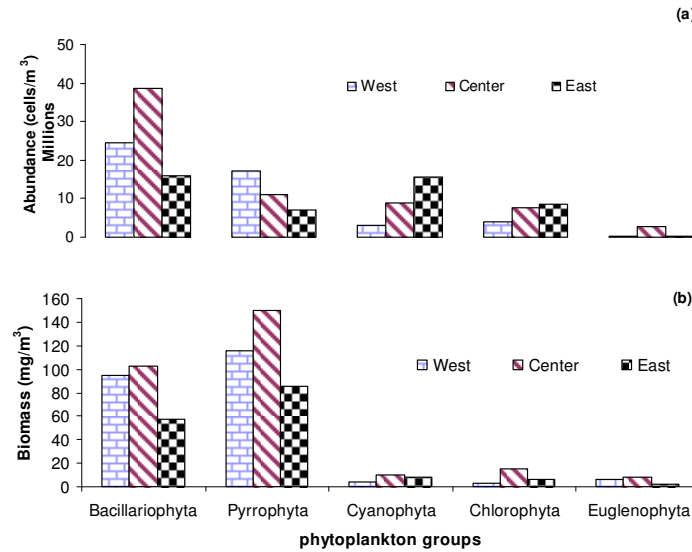 (a)
50
40
30
20
10
0
Abundance (cells/m³)
Millions
West Center East
(b)
160
140
120
100
80
60
40
20
0
Biomass (mg/m³)
West Center East
Bacillariophyta Pyrrophyta Cyanophyta Chlorophyta Euglenophyta
phytoplankton groups